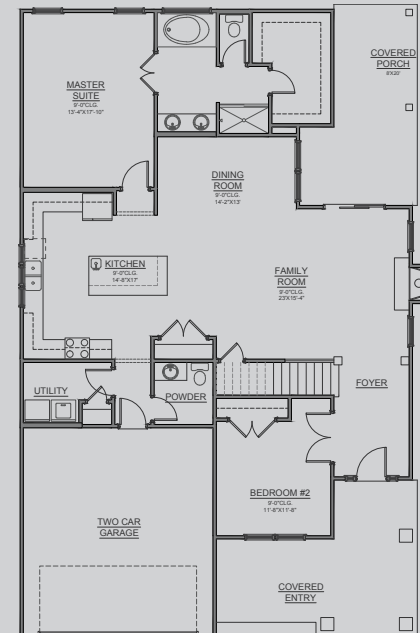 MASTER
SUITE
9'-0"CLG.
13'-4"X17'-10"
COVERED
PORCH
8'X20'
DINING
ROOM
9'-0"CLG.
14'-2"X13'
KITCHEN
9'-0"CLG.
14'-8"X17'
FAMILY
ROOM
9'-0"CLG.
23'X15'-4"
UTILITY
POWDER
FOYER
BEDROOM #2
9'-0"CLG.
11'-8"X11'-8"
TWO CAR
GARAGE
COVERED
ENTRY